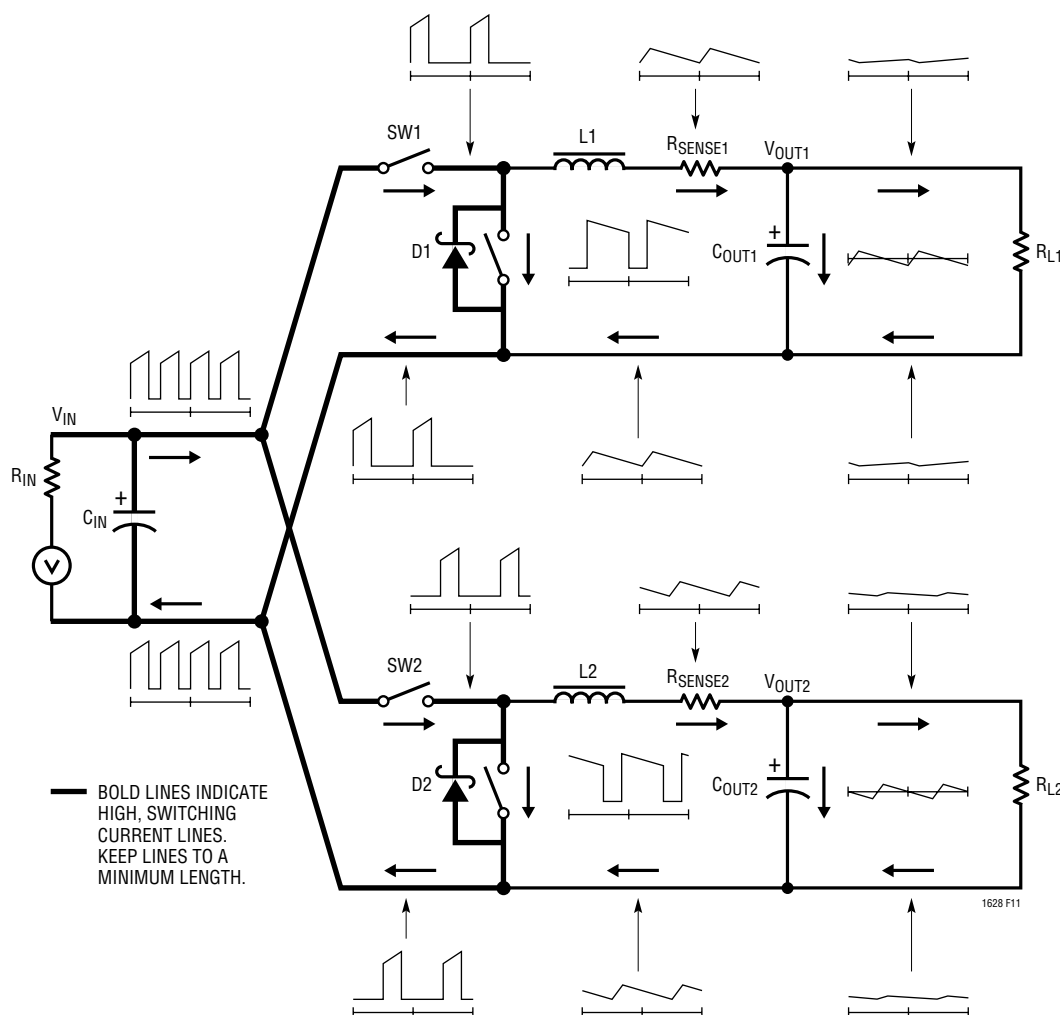 SW1
L1
RSENSE1
VOUT1
D1
COUT1
+
RL1
VIN
RIN
CIN
+
V
SW2
L2
RSENSE2
VOUT2
D2
COUT2
+
RL2
BOLD LINES INDICATE
HIGH, SWITCHING
CURRENT LINES.
KEEP LINES TO A
MINIMUM LENGTH.
1628 F11